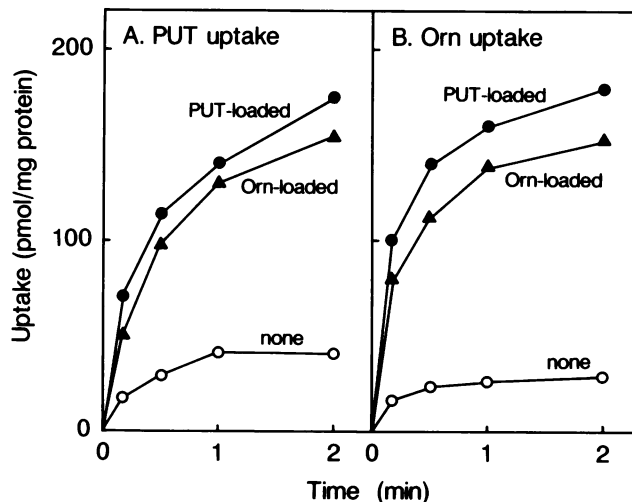 A. PUT uptake
PUT-loaded
Orn-loaded
none
B. Orn uptake
PUT-loaded
Orn-loaded
none
Uptake (pmol/mg protein)
200
100
0
0 1 2 0 1 2
Time (min)